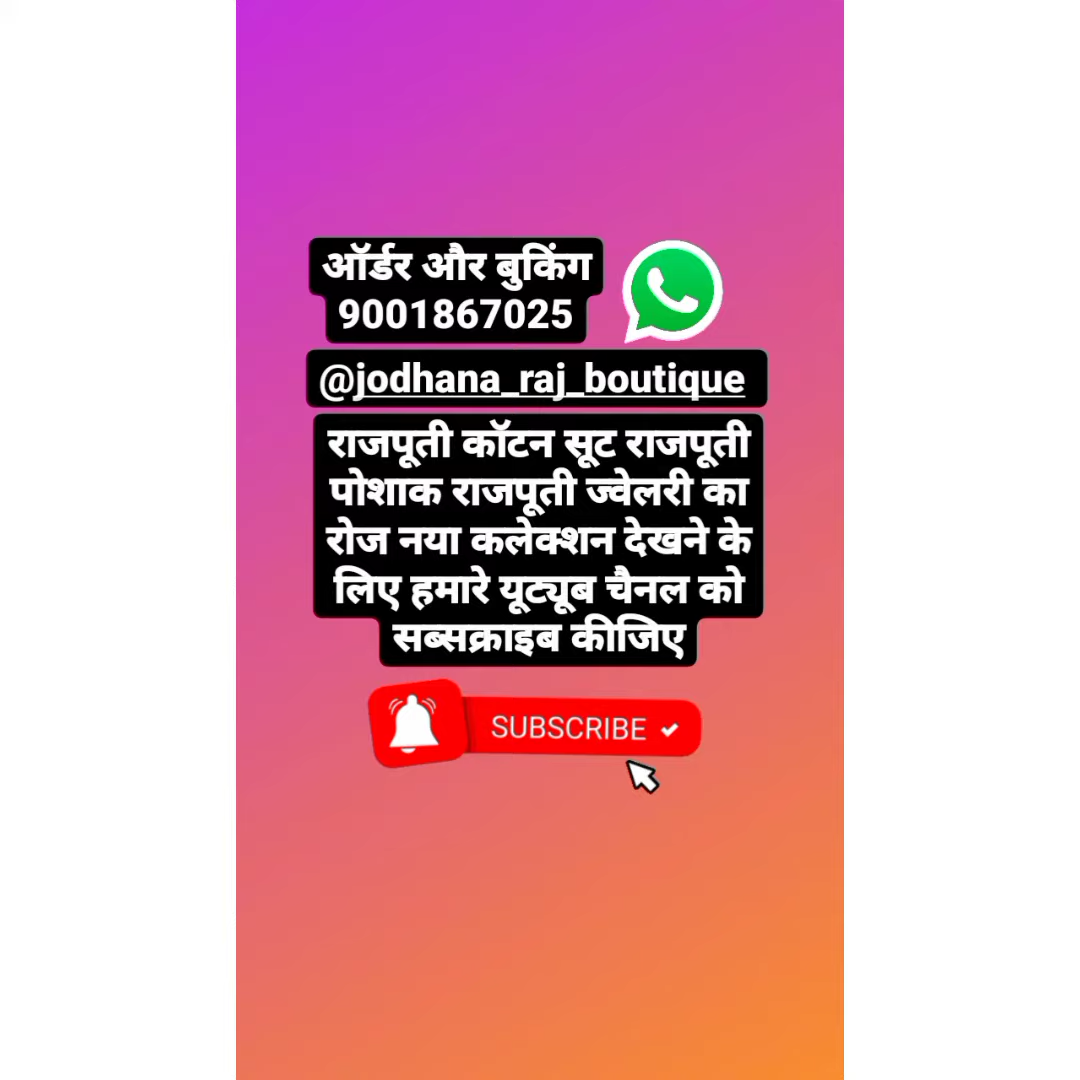 ऑर्डर और बुकिंग
9001867025
@jodhana_raj_boutique
राजपूती कॉटन सूट राजपूती
पोशाक राजपूती ज्वेलरी का
रोज नया कलेक्शन देखने के
लिए हमारे यूट्यूब चैनल को
सब्सक्राइब कीजिए
SUBSCRIBE